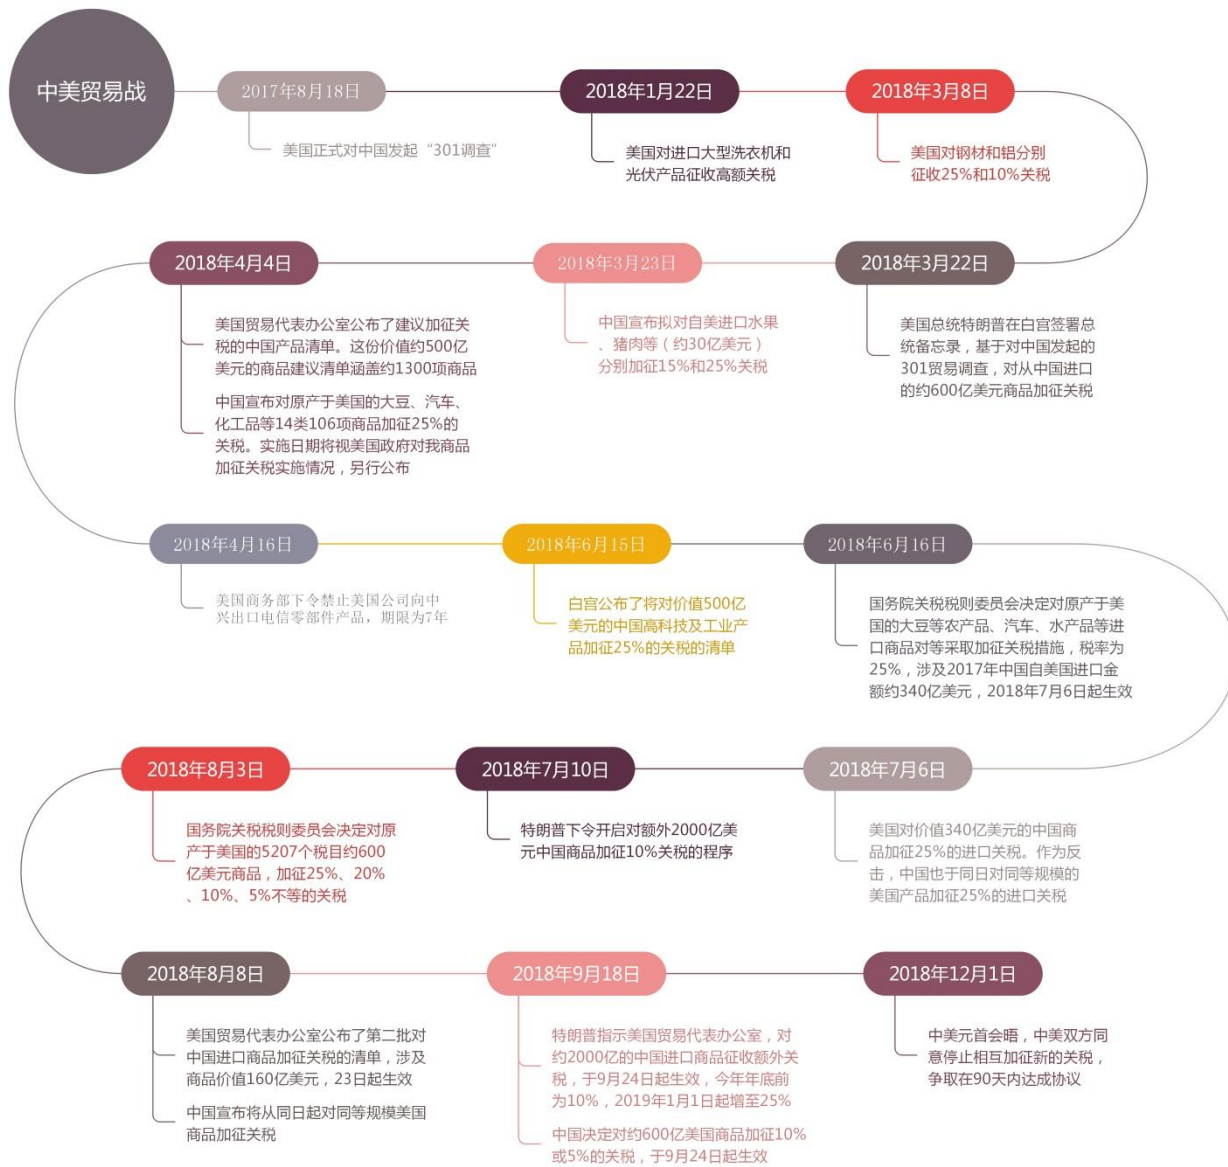 中美贸易战
2017年8月18日
美国正式对中国发起“301调查”
2018年1月22日
美国对进口大型洗衣机和
光伏产品征收高额关税
2018年3月8日
美国对钢材和铝分别
征收25%和10%关税
2018年3月22日
美国总统特朗普在白宫签署总
统备忘录，基于对中国发起的
301贸易调查，对从中国进口
的约600亿美元商品加征关税
2018年3月23日
中国宣布拟对自美进口水果
、猪肉等（约30亿美元）
分别加征15%和25%关税
2018年4月4日
美国贸易代表办公室公布了建议加征关
税的中国产品清单。这份价值约500亿
美元的商品建议清单涵盖约1300项商品
中国宣布对原产于美国的大豆、汽车、
化工品等14类106项商品加征25%的
关税。实施日期将视美国政府对我商品
加征关税实施情况，另行公布
2018年4月16日
美国商务部下令禁止美国公司向中
兴出口电信零部件产品，期限为7年
2018年6月15日
白宫公布了将对价值500亿
美元的中国高科技及工业产
品加征25%的关税的清单
2018年6月16日
国务院关税税则委员会决定对原产于美
国的大豆等农产品、汽车、水产品等进
口商品对等采取加征关税措施，税率为
25%，涉及2017年中国自美国进口金
额约340亿美元，2018年7月6日起生效
2018年7月6日
美国对价值340亿美元的中国商
品加征25%的进口关税。作为反
击，中国也于同日对同等规模的
美国产品加征25%的进口关税
2018年7月10日
特朗普下令开启对额外2000亿美
元中国商品加征10%关税的程序
2018年8月3日
国务院关税税则委员会决定对原
产于美国的5207个税目约600
亿美元商品，加征25%、20%
、10%、5%不等的关税
2018年8月8日
美国贸易代表办公室公布了第二批对
中国进口商品加征关税的清单，涉及
商品价值160亿美元，23日起生效
中国宣布将从同日起对同等规模美国
商品加征关税
2018年9月18日
特朗普指示美国贸易代表办公室，对
约2000亿的中国进口商品征收额外关
税，于9月24日起生效，今年年底前
为10%，2019年1月1日起增至25%
中国决定对约600亿美国商品加征10%
或5%的关税，于9月24日起生效
2018年12月1日
中美元首会晤，中美双方同
意停止相互加征新的关税，
争取在90天内达成协议